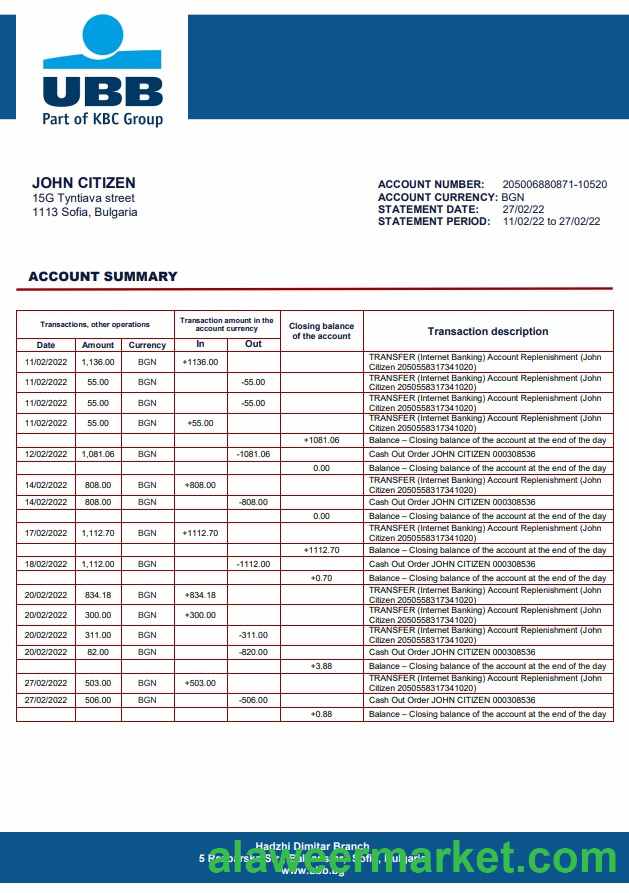 UBB
Part of KBC Group
JOHN CITIZEN
15G Tyntiava street
1113 Sofia, Bulgaria
ACCOUNT NUMBER: 205006880871-10520
ACCOUNT CURRENCY: BGN
STATEMENT DATE: 27/02/22
STATEMENT PERIOD: 11/02/22 to 27/02/22
ACCOUNT SUMMARY
Transactions, other operations
Transaction amount in the
account currency
Closing balance
of the account
Transaction description
Date Amount Currency In Out
11/02/2022 1,136.00 BGN +1136.00 TRANSFER (Internet Banking) Account Replenishment (John
Citizen 2050558317341020)
11/02/2022 55.00 BGN -55.00 TRANSFER (Internet Banking) Account Replenishment (John
Citizen 2050558317341020)
11/02/2022 55.00 BGN -55.00 TRANSFER (Internet Banking) Account Replenishment (John
Citizen 2050558317341020)
11/02/2022 55.00 BGN +55.00 TRANSFER (Internet Banking) Account Replenishment (John
Citizen 2050558317341020)
+1081.06 Balance – Closing balance of the account at the end of the day
12/02/2022 1,081.06 BGN -1081.06 Cash Out Order JOHN CITIZEN 000308536
0.00 Balance – Closing balance of the account at the end of the day
14/02/2022 808.00 BGN +808.00 TRANSFER (Internet Banking) Account Replenishment (John
Citizen 2050558317341020)
14/02/2022 808.00 BGN -808.00 Cash Out Order JOHN CITIZEN 000308536
0.00 Balance – Closing balance of the account at the end of the day
17/02/2022 1,112.70 BGN +1112.70 TRANSFER (Internet Banking) Account Replenishment (John
Citizen 2050558317341020)
+1112.70 Balance – Closing balance of the account at the end of the day
18/02/2022 1,112.00 BGN -1112.00 Cash Out Order JOHN CITIZEN 000308536
+0.70 Balance – Closing balance of the account at the end of the day
20/02/2022 834.18 BGN +834.18 TRANSFER (Internet Banking) Account Replenishment (John
Citizen 2050558317341020)
20/02/2022 300.00 BGN +300.00 TRANSFER (Internet Banking) Account Replenishment (John
Citizen 2050558317341020)
20/02/2022 311.00 BGN -311.00 TRANSFER (Internet Banking) Account Replenishment (John
Citizen 2050558317341020)
20/02/2022 82.00 BGN -820.00 Cash Out Order JOHN CITIZEN 000308536
+3.88 Balance – Closing balance of the account at the end of the day
27/02/2022 503.00 BGN +503.00 TRANSFER (Internet Banking) Account Replenishment (John
Citizen 2050558317341020)
27/02/2022 506.00 BGN -506.00 Cash Out Order JOHN CITIZEN 000308536
+0.88 Balance – Closing balance of the account at the end of the day
Hadzhi Dimitar Branch
5
www.ubb.bg
alaweermarket.com